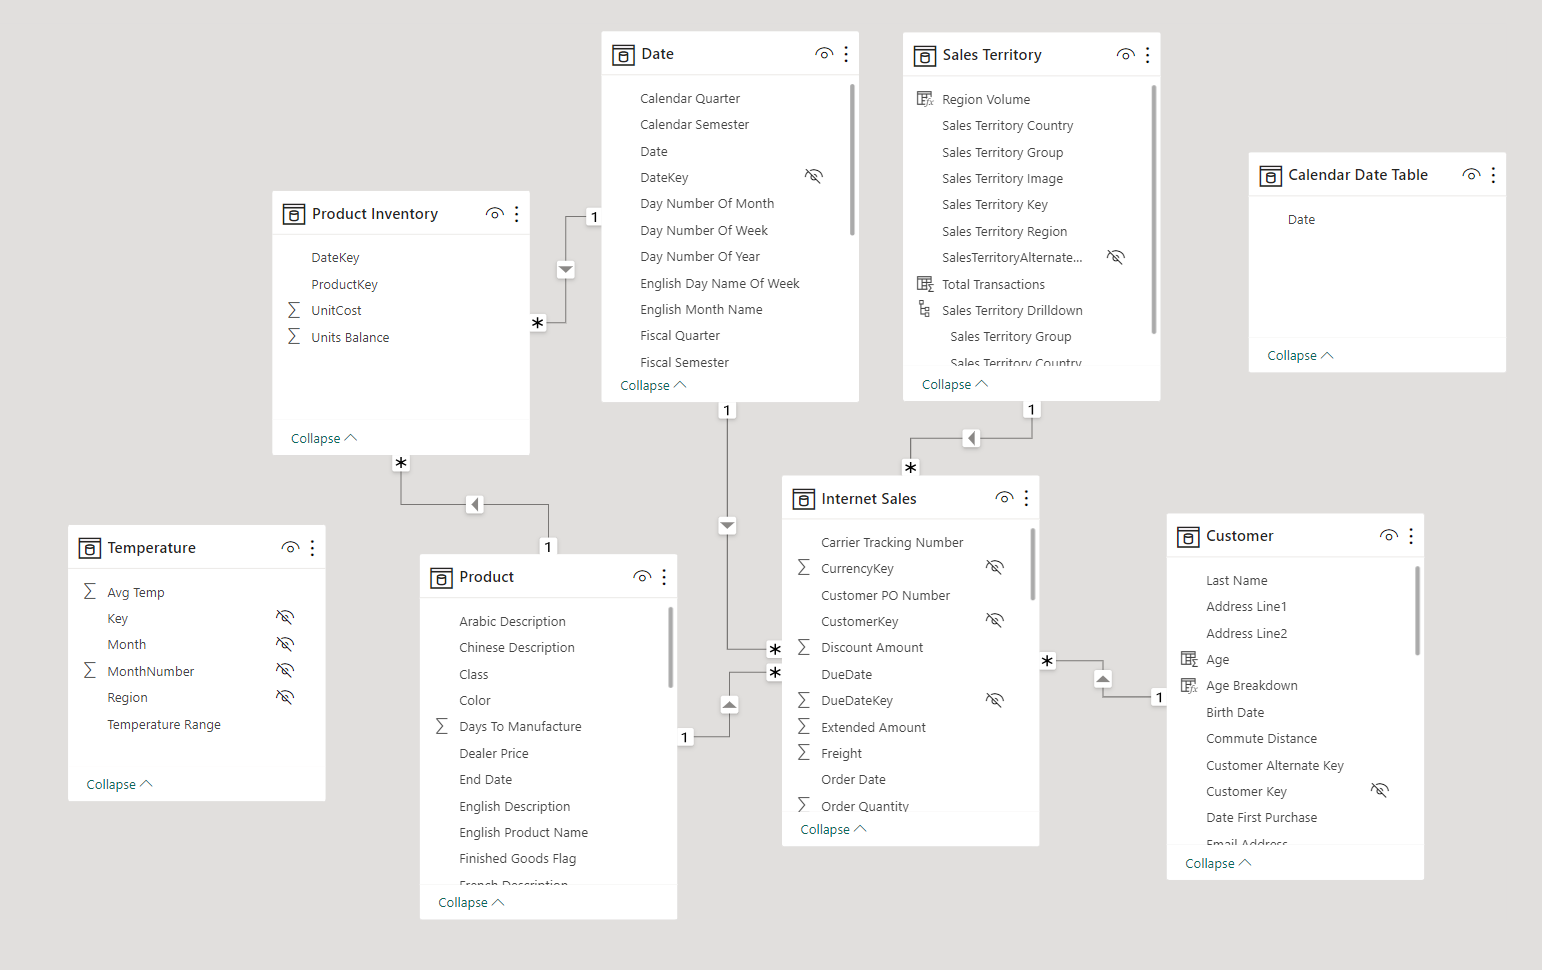 Date
Calendar Quarter
Calendar Semester
Date
DateKey
Day Number Of Month
Day Number Of Week
Day Number Of Year
English Day Name Of Week
English Month Name
Fiscal Quarter
Fiscal Semester
Collapse
Sales Territory
Region Volume
Sales Territory Country
Sales Territory Group
Sales Territory Image
Sales Territory Key
Sales Territory Region
SalesTerritoryAlternate...
Total Transactions
Sales Territory Drilldown
Sales Territory Group
Sales Territory Country
Collapse
Calendar Date Table
Date
Collapse
Product Inventory
DateKey
ProductKey
UnitCost
Units Balance
Collapse
1
*
1
*
1
*
*
1
Temperature
Avg Temp
Key
Month
MonthNumber
Region
Temperature Range
Collapse
Product
Arabic Description
Chinese Description
Class
Color
Days To Manufacture
Dealer Price
End Date
English Description
English Product Name
Finished Goods Flag
French Description
Collapse
1
*
Internet Sales
Carrier Tracking Number
CurrencyKey
Customer PO Number
CustomerKey
Discount Amount
DueDate
DueDateKey
Extended Amount
Freight
Order Date
Order Quantity
Collapse
*
1
Customer
Last Name
Address Line1
Address Line2
Age
Age Breakdown
Birth Date
Commute Distance
Customer Alternate Key
Customer Key
Date First Purchase
Email Address
Collapse